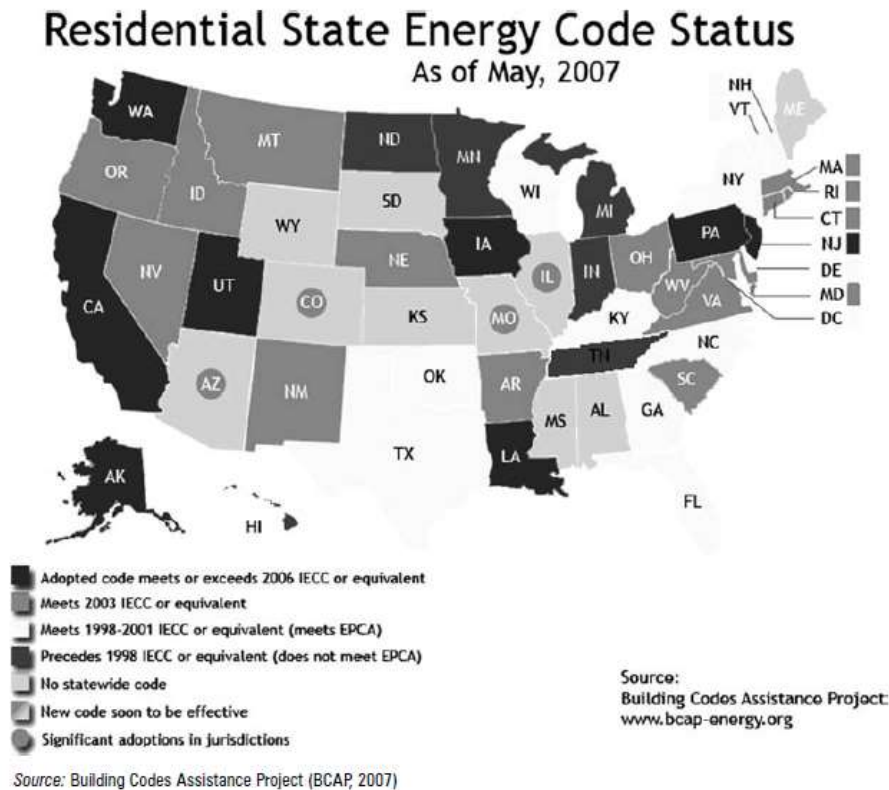 Residential State Energy Code Status
As of May, 2007
NH
VT
ME
WA
MT
ND
MN
OR
ID
SD
WI
MI
NY
MA
RI
CT
WY
IA
PA
NJ
NE
OH
DE
NV
UT
IL
IN
WV
MD
CA
CO
KS
MO
KY
VA
DC
AZ
NM
OK
AR
TN
NC
SC
TX
LA
MS
AL
GA
FL
AK
HI
Adopted code meets or exceeds 2006 IECC or equivalent
Meets 2003 IECC or equivalent
Meets 1998-2001 IECC or equivalent (meets EPCA)
Precedes 1998 IECC or equivalent (does not meet EPCA)
No statewide code
New code soon to be effective
Significant adoptions in jurisdictions
Source:
Building Codes Assistance Project:
www.bcap-energy.org
Source: Building Codes Assistance Project (BCAP, 2007)